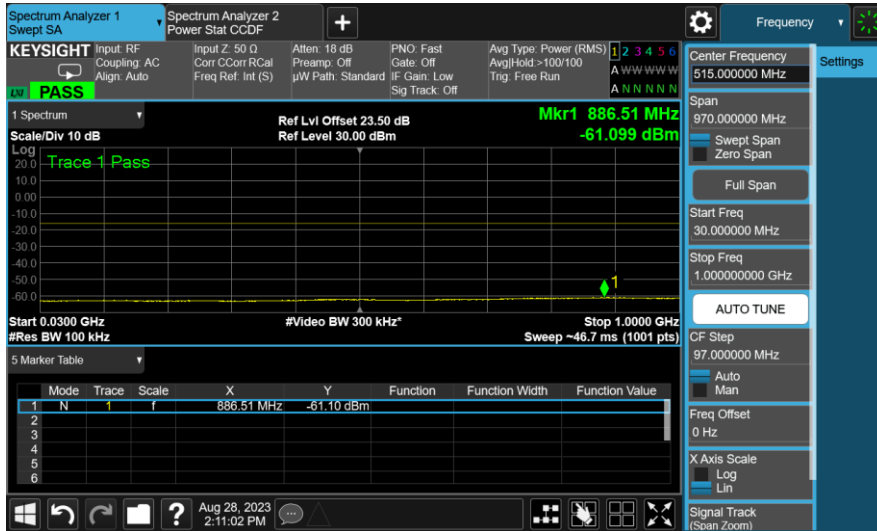 Spectrum Analyzer 1
Swept SA
Spectrum Analyzer 2
Power Stat CCDF
+
Frequency
KEYSIGHT
Input: RF
Coupling: AC
Align: Auto
Input Z: 50 Ω
Corr CCorr RCal
Freq Ref: Int (S)
Atten: 18 dB
Preamp: Off
µW Path: Standard
PNO: Fast
Gate: Off
IF Gain: Low
Sig Track: Off
Avg Type: Power (RMS)
Avg|Hold:>100/100
Trig: Free Run
1 2 3 4 5 6
A W W W W W
A N N N N N
LXI
PASS
1 Spectrum
Scale/Div 10 dB
Ref Lvl Offset 23.50 dB
Ref Level 30.00 dBm
Mkr1 886.51 MHz
-61.099 dBm
Log
Trace 1 Pass
20.0
10.0
0.00
-10.0
-20.0
-30.0
-40.0
-50.0
-60.0
1
Start 0.0300 GHz
#Res BW 100 kHz
#Video BW 300 kHz*
Stop 1.0000 GHz
Sweep ~46.7 ms (1001 pts)
5 Marker Table
Mode Trace Scale X Y Function Function Width Function Value
1 N 1 f 886.51 MHz -61.10 dBm
2
3
4
5
6
Aug 28, 2023
2:11:02 PM
?
Center Frequency
515.000000 MHz
Settings
Span
970.000000 MHz
Swept Span
Zero Span
Full Span
Start Freq
30.000000 MHz
Stop Freq
1.000000000 GHz
AUTO TUNE
CF Step
97.000000 MHz
Auto
Man
Freq Offset
0 Hz
X Axis Scale
Log
Lin
Signal Track
(Span Zoom)